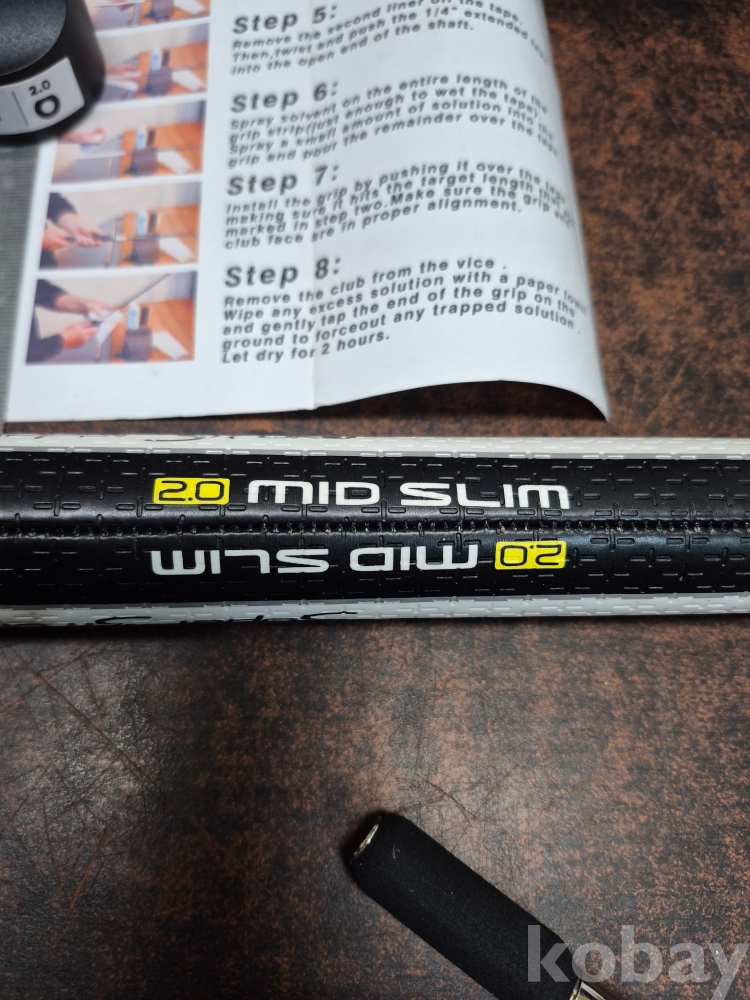 2.0
Step 5:
Remove the second liner on the tape.
Then,twist and push the 1/4" extended
into the open end of the shaft.
Step 6:
Spray solvent on the entire length of the
grip strip(just enough to wet the tape).
Spray a small amount of solution into the
grip and pour the remainder over the tape
Step 7:
Install the grip by pushing it over the tape
making sure it hits the target length that
marked in step two.Make sure the grip and
club face are in proper alignment.
Step 8:
Remove the club from the vice .
Wipe any excess solution with a paper towel
and gently tap the end of the grip on the
ground to forceout any trapped solution .
Let dry for 2 hours.
2.0 MID SLIM
2.0 MID SLIM
kobay